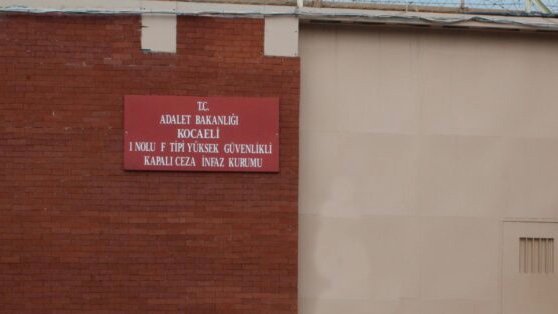 T.C.
ADALET BAKANLIĞI
KOCAELİ
1 NOLU F TİPİ YÜKSEK GÜVENLİKLİ
KAPALI CEZA İNFAZ KURUMU